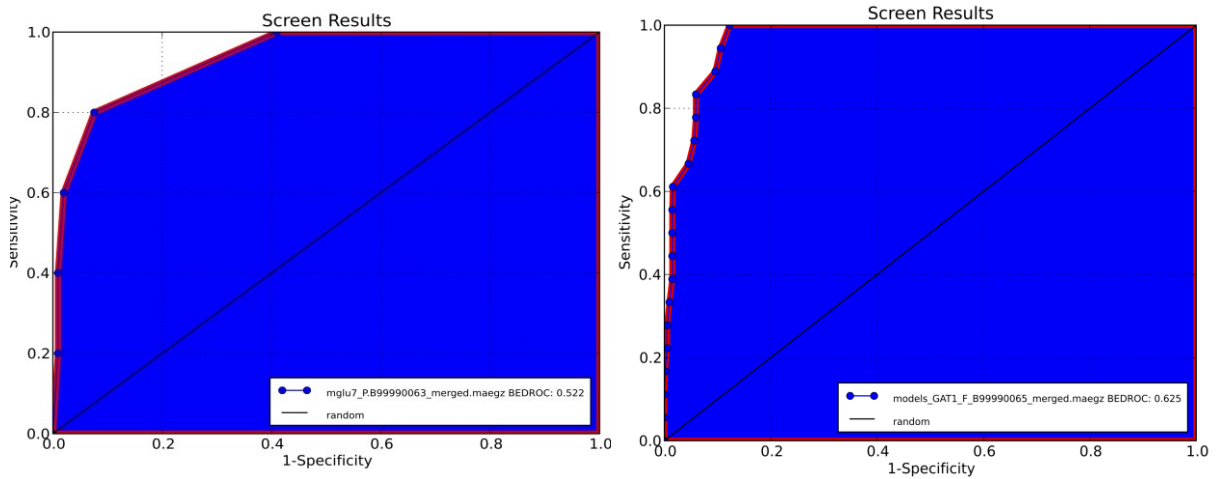 Screen Results
1.0
0.8
0.6
0.4
0.2
0.0
Sensitivity
0.0
0.2
0.4
0.6
0.8
1.0
1-Specificity
mglu7_P.B99990063_merged.maegz BEDROC: 0.522
random
Screen Results
1.0
0.8
0.6
0.4
0.2
0.0
Sensitivity
0.0
0.2
0.4
0.6
0.8
1.0
1-Specificity
models_GAT1_F_B99990065_merged.maegz BEDROC: 0.625
random